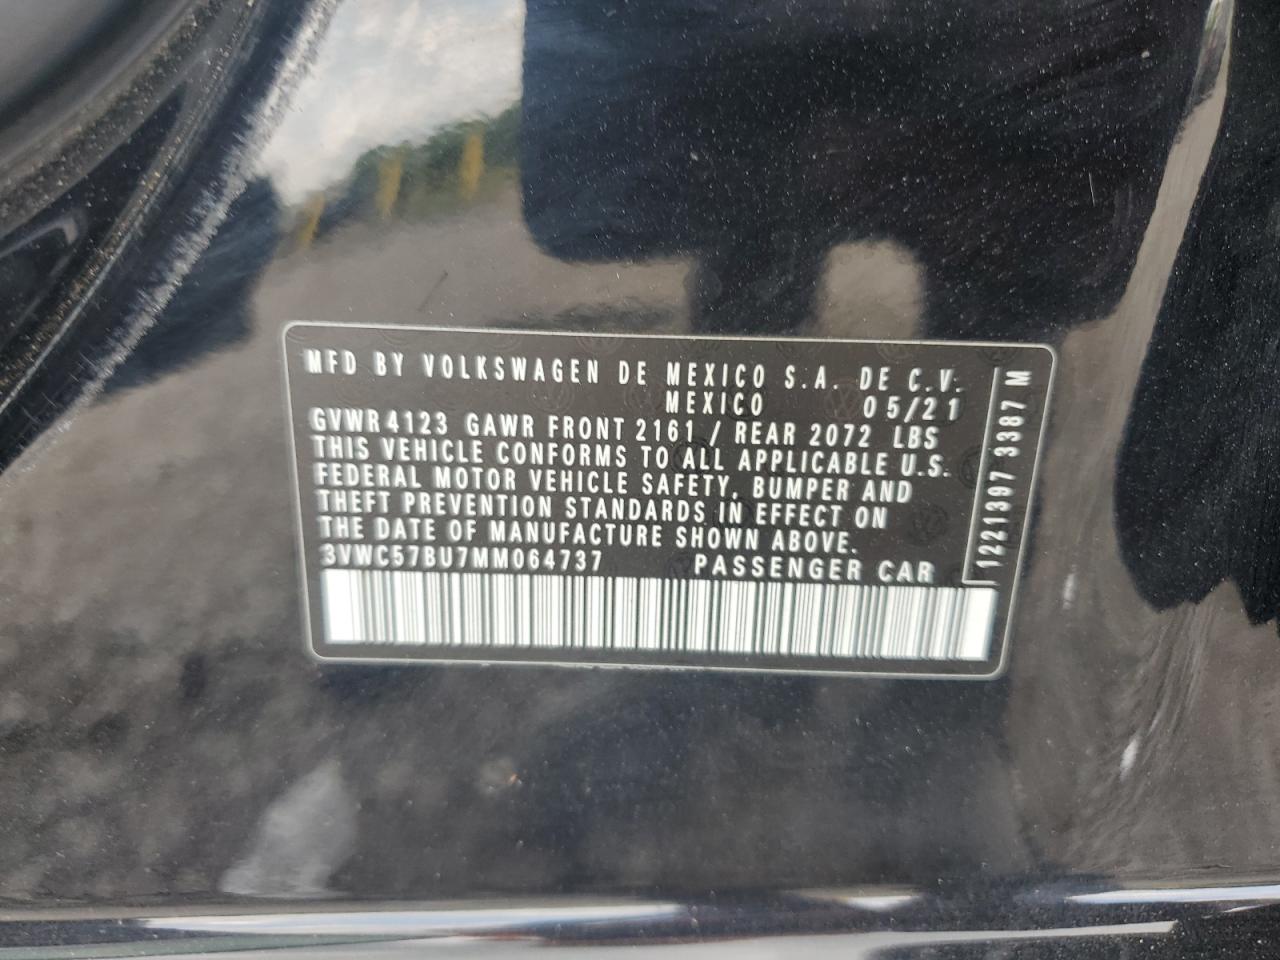 MFD BY VOLKSWAGEN DE MEXICO S.A. DE C.V.
MEXICO 05/21
GVWR 4123 GAWR FRONT 2161 / REAR 2072 LBS
THIS VEHICLE CONFORMS TO ALL APPLICABLE U.S.
FEDERAL MOTOR VEHICLE SAFETY, BUMPER AND
THEFT PREVENTION STANDARDS IN EFFECT ON
THE DATE OF MANUFACTURE SHOWN ABOVE.
3VWC57BU7MM064737 PASSENGER CAR
1221397 3387 M